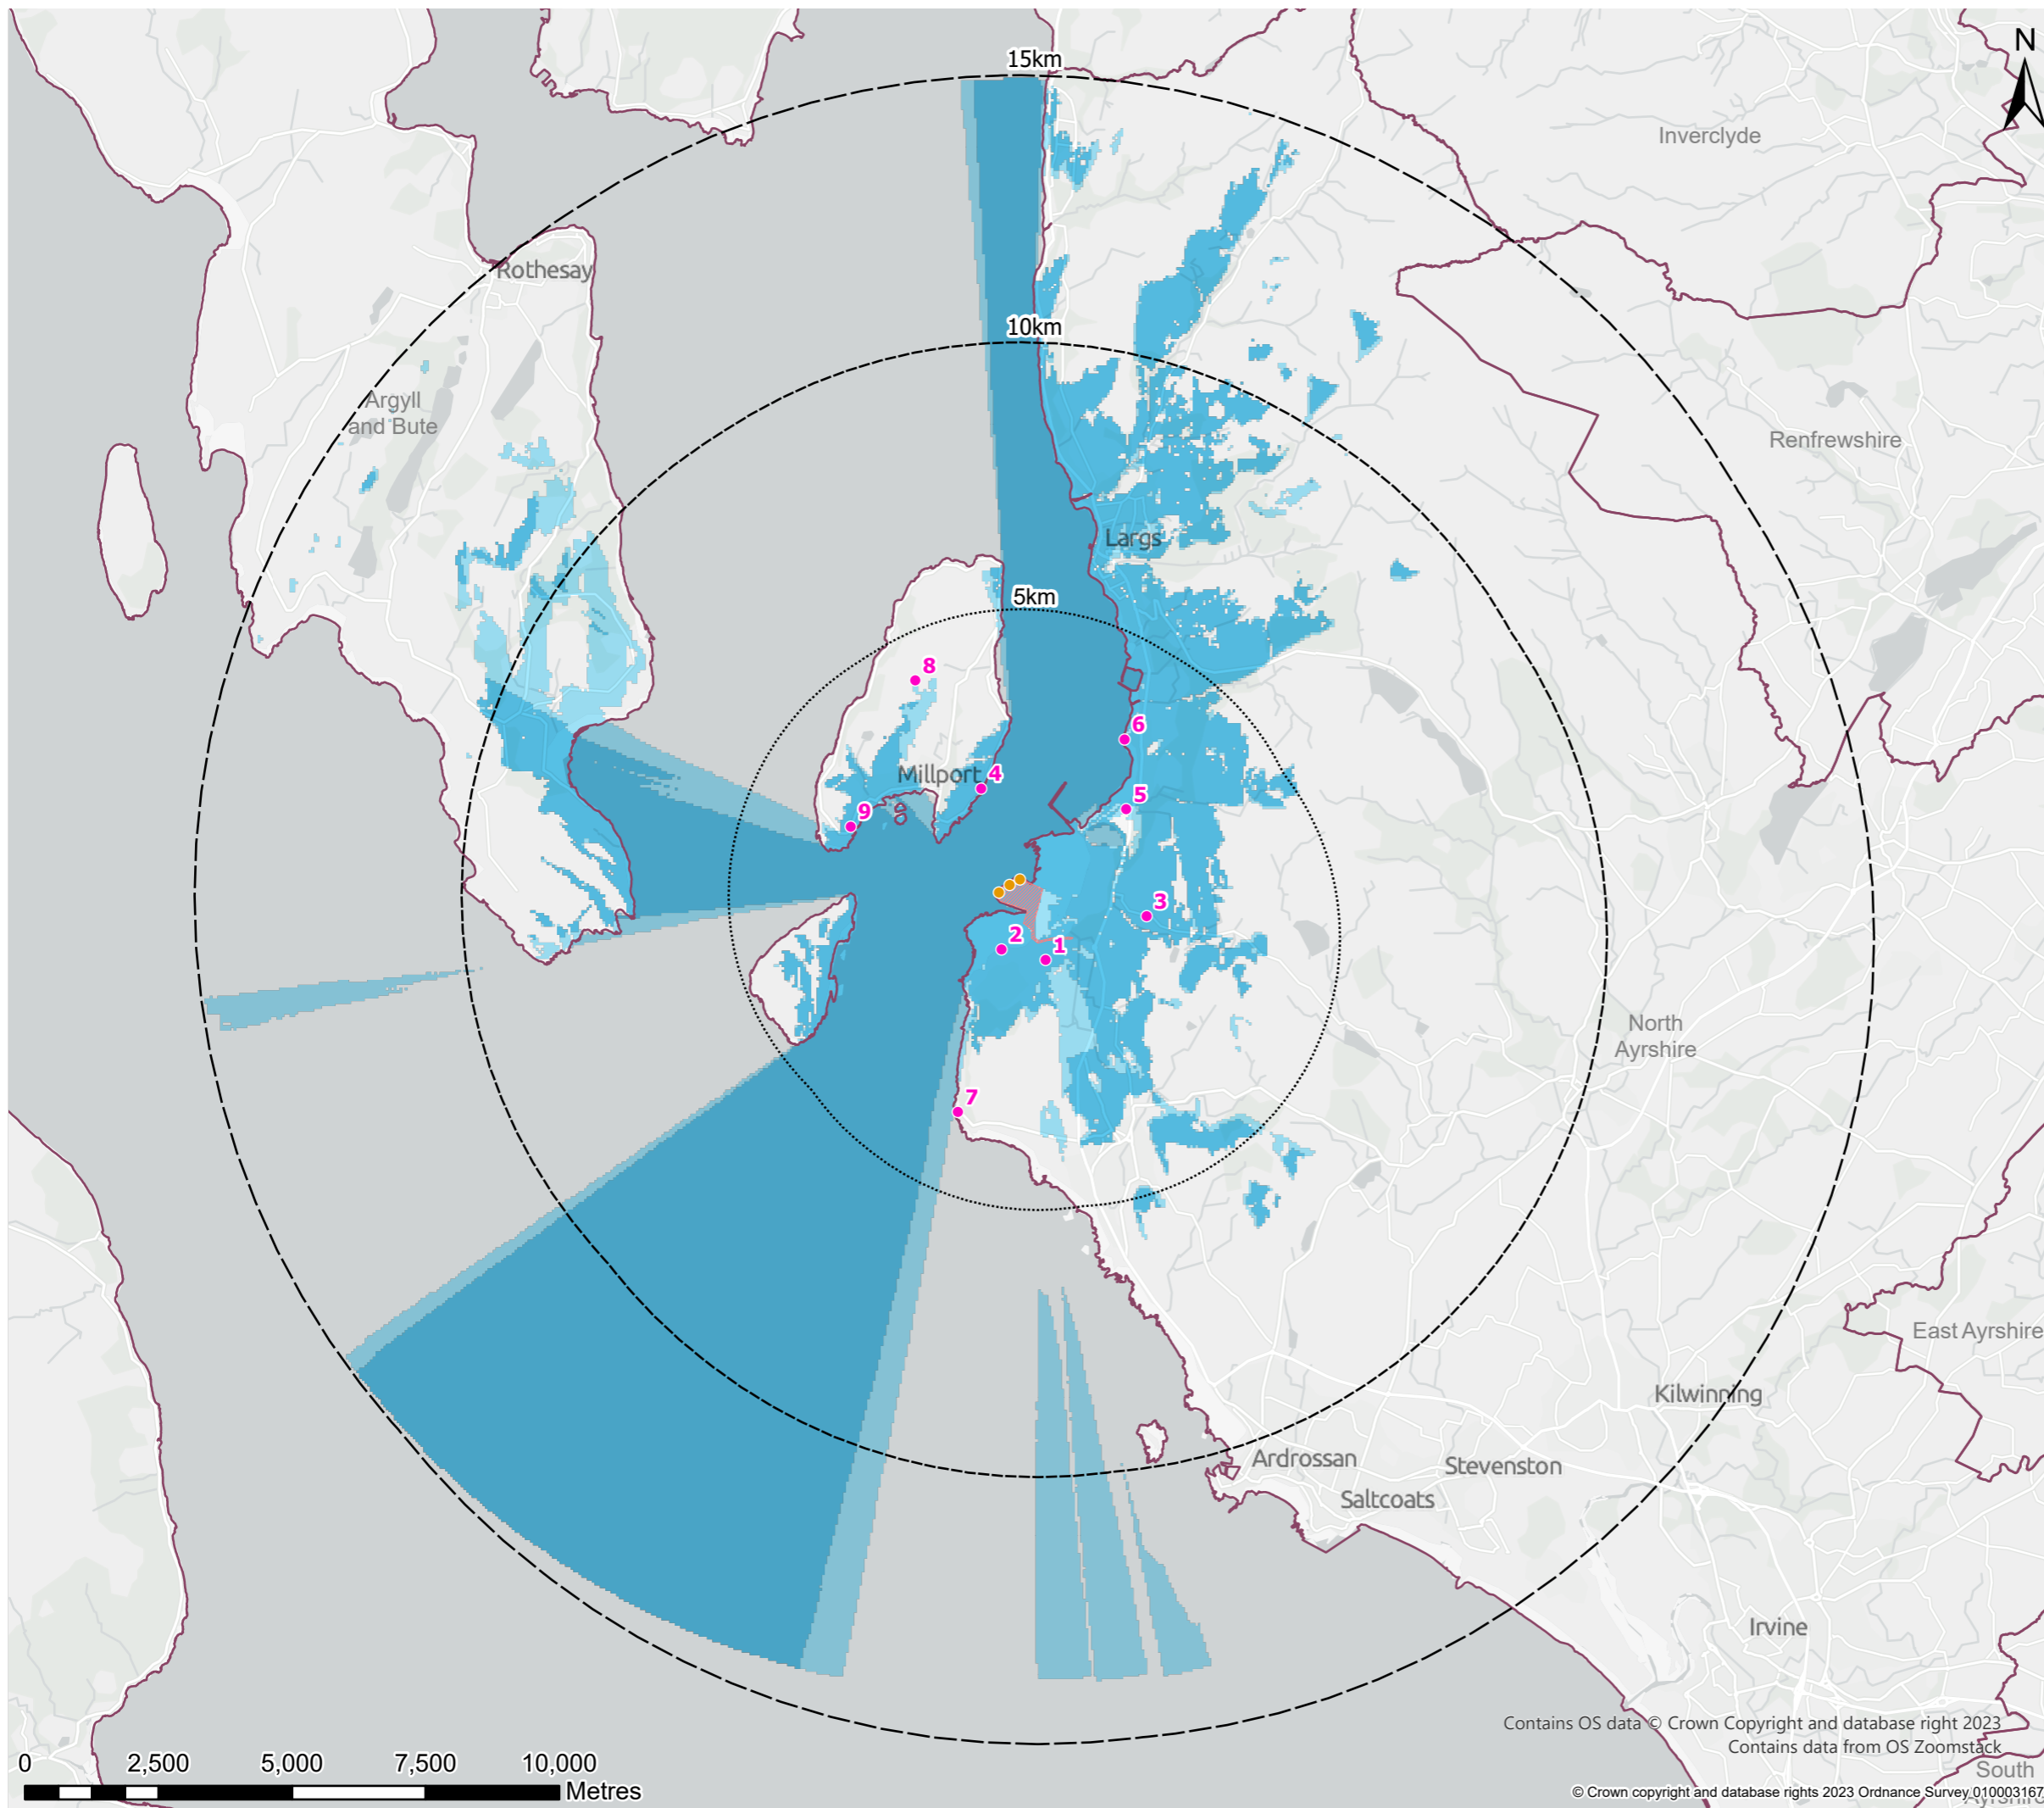 15km
N
Inverclyde
Rothesay
10km
Argyll
and Bute
Renfrewshire
Largs
5km
8
6
Millport
4
5
9
3
2
1
North
Ayrshire
7
East Ayrshire
Kilwinning
Ardrossan
Stevenston
Saltcoats
Irvine
Contains OS data © Crown Copyright and database right 2023
Contains data from OS Zoomstack
0 2,500 5,000 7,500 10,000
Metres
South
Ayrshire
© Crown copyright and database rights 2023 Ordnance Survey 010003167